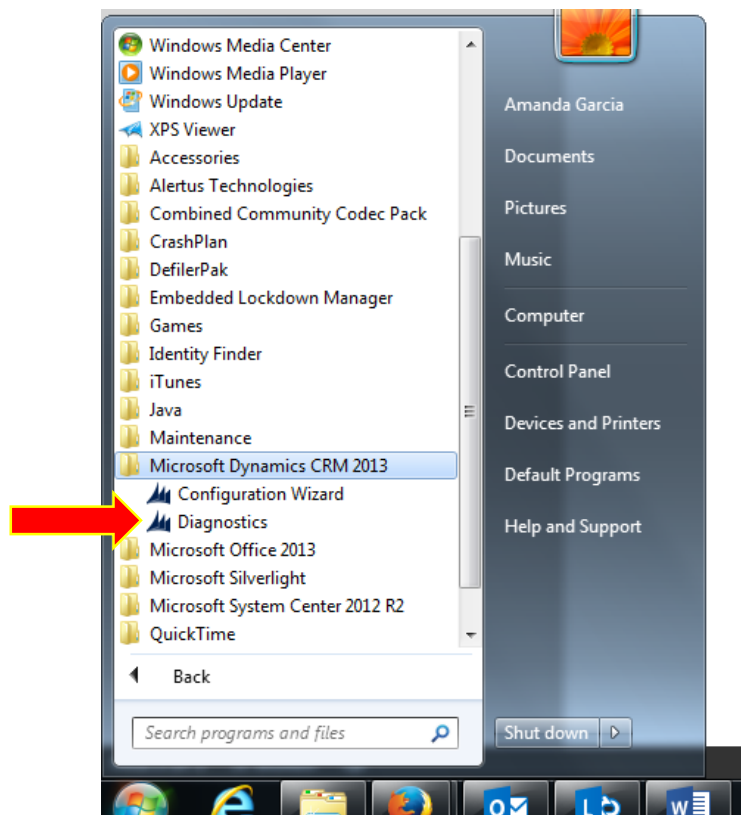 Windows Media Center
Windows Media Player
Windows Update
XPS Viewer
Accessories
Alertus Technologies
Combined Community Codec Pack
CrashPlan
DefilerPak
Embedded Lockdown Manager
Games
Identity Finder
iTunes
Java
Maintenance
Microsoft Dynamics CRM 2013
Configuration Wizard
Diagnostics
Microsoft Office 2013
Microsoft Silverlight
Microsoft System Center 2012 R2
QuickTime
Back
Search programs and files
Amanda Garcia
Documents
Pictures
Music
Computer
Control Panel
Devices and Printers
Default Programs
Help and Support
Shut down